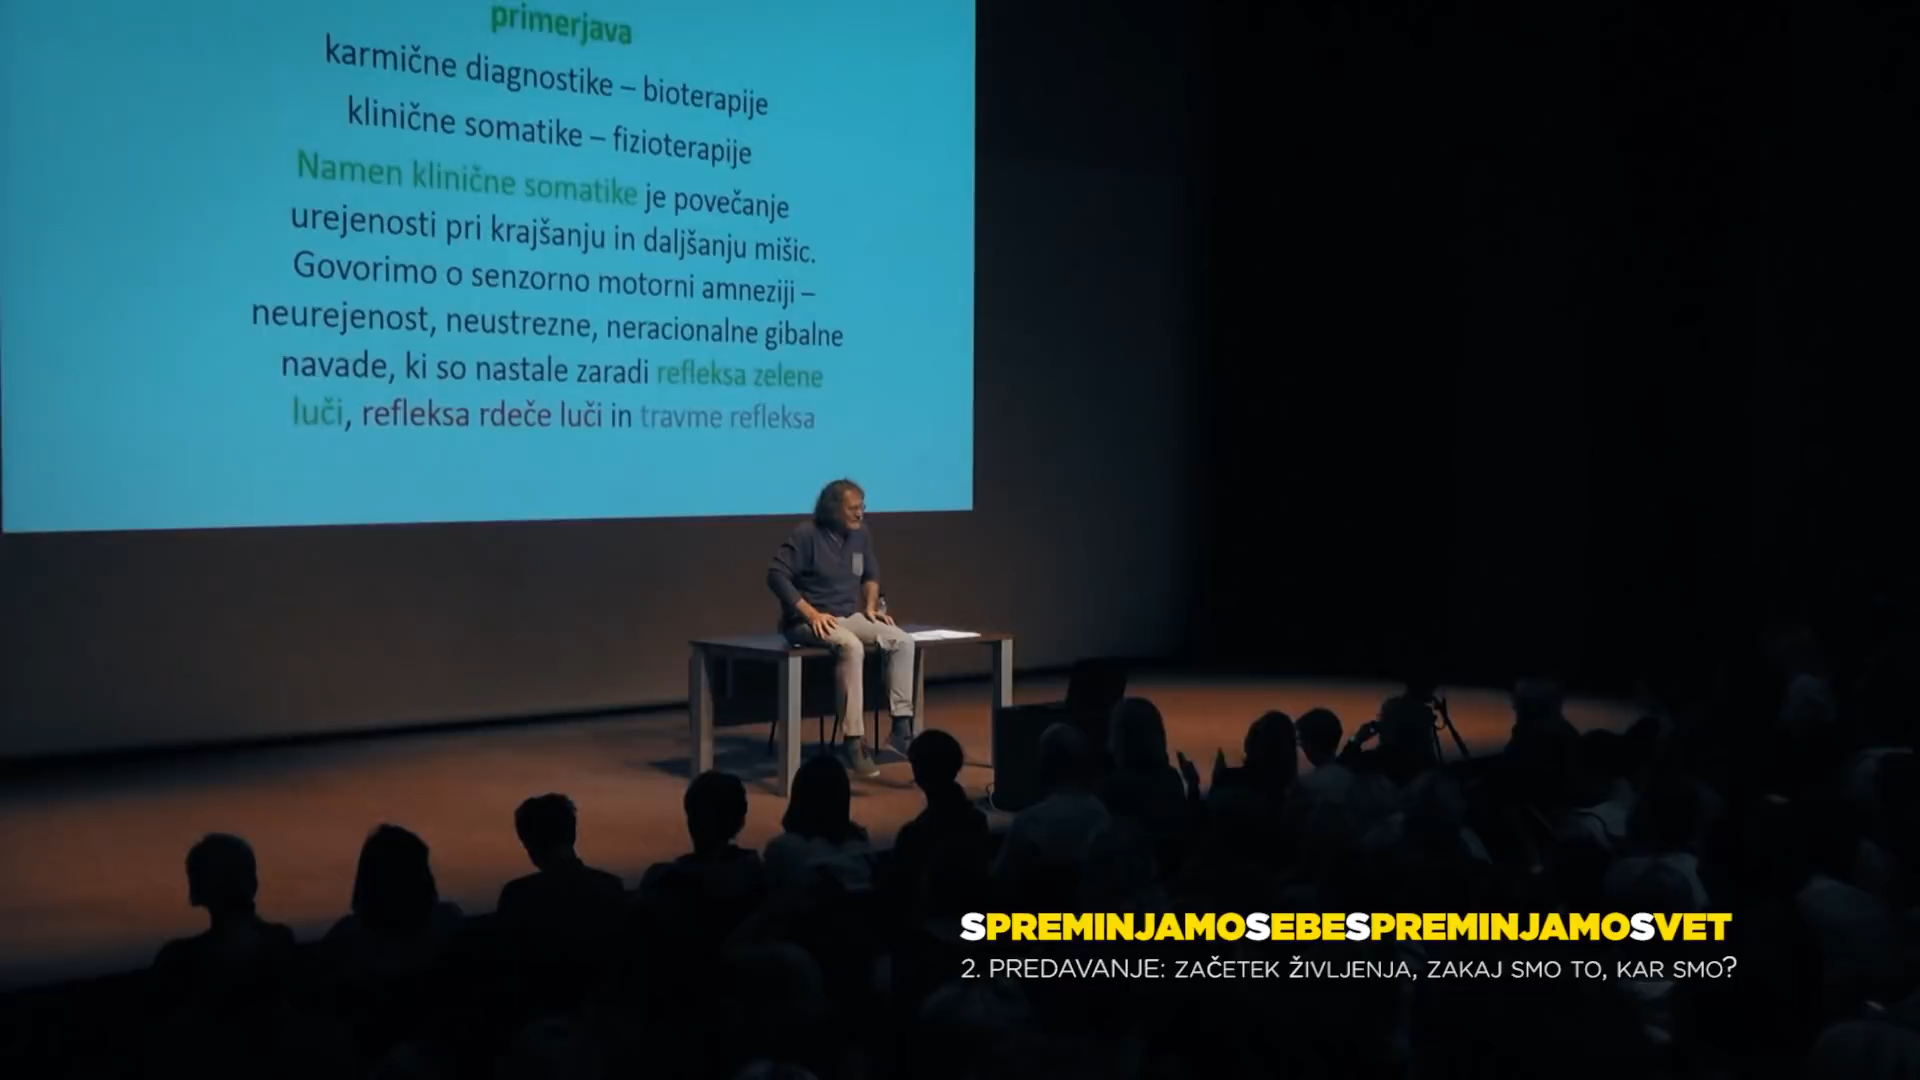 primerjava
karmične diagnostike – bioterapije
klinične somatike – fizioterapije
Namen klinične somatike je povečanje
urejenosti pri krajšanju in daljšanju mišic.
Govorimo o senzorno motorni amneziji –
neurejenost, neustrezne, neracionalne gibalne
navade, ki so nastale zaradi refleksa zelene
luči, refleksa rdeče luči in travme refleksa
SPREMINJAMOSEBESPREMINJAMOSVET
2. PREDAVANJE: ZAČETEK ŽIVLJENJA, ZAKAJ SMO TO, KAR SMO?